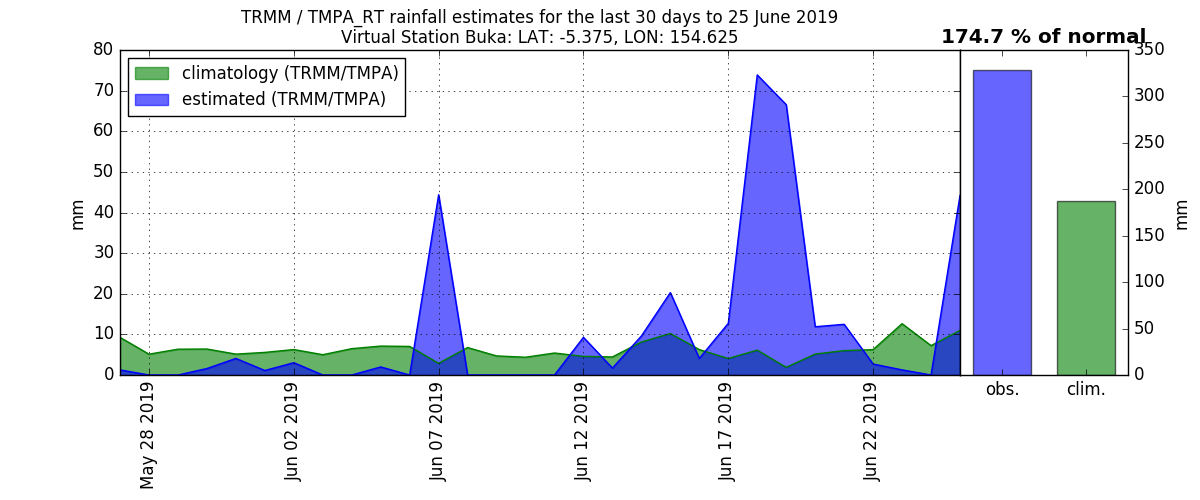 TRMM / TMPA_RT rainfall estimates for the last 30 days to 25 June 2019
Virtual Station Buka: LAT: -5.375, LON: 154.625
174.7 % of normal
climatology (TRMM/TMPA)
estimated (TRMM/TMPA)
80
70
60
50
40
30
20
10
0
mm
May 28 2019
Jun 02 2019
Jun 07 2019
Jun 12 2019
Jun 17 2019
Jun 22 2019
obs.
clim.
350
300
250
200
150
100
50
0
mm